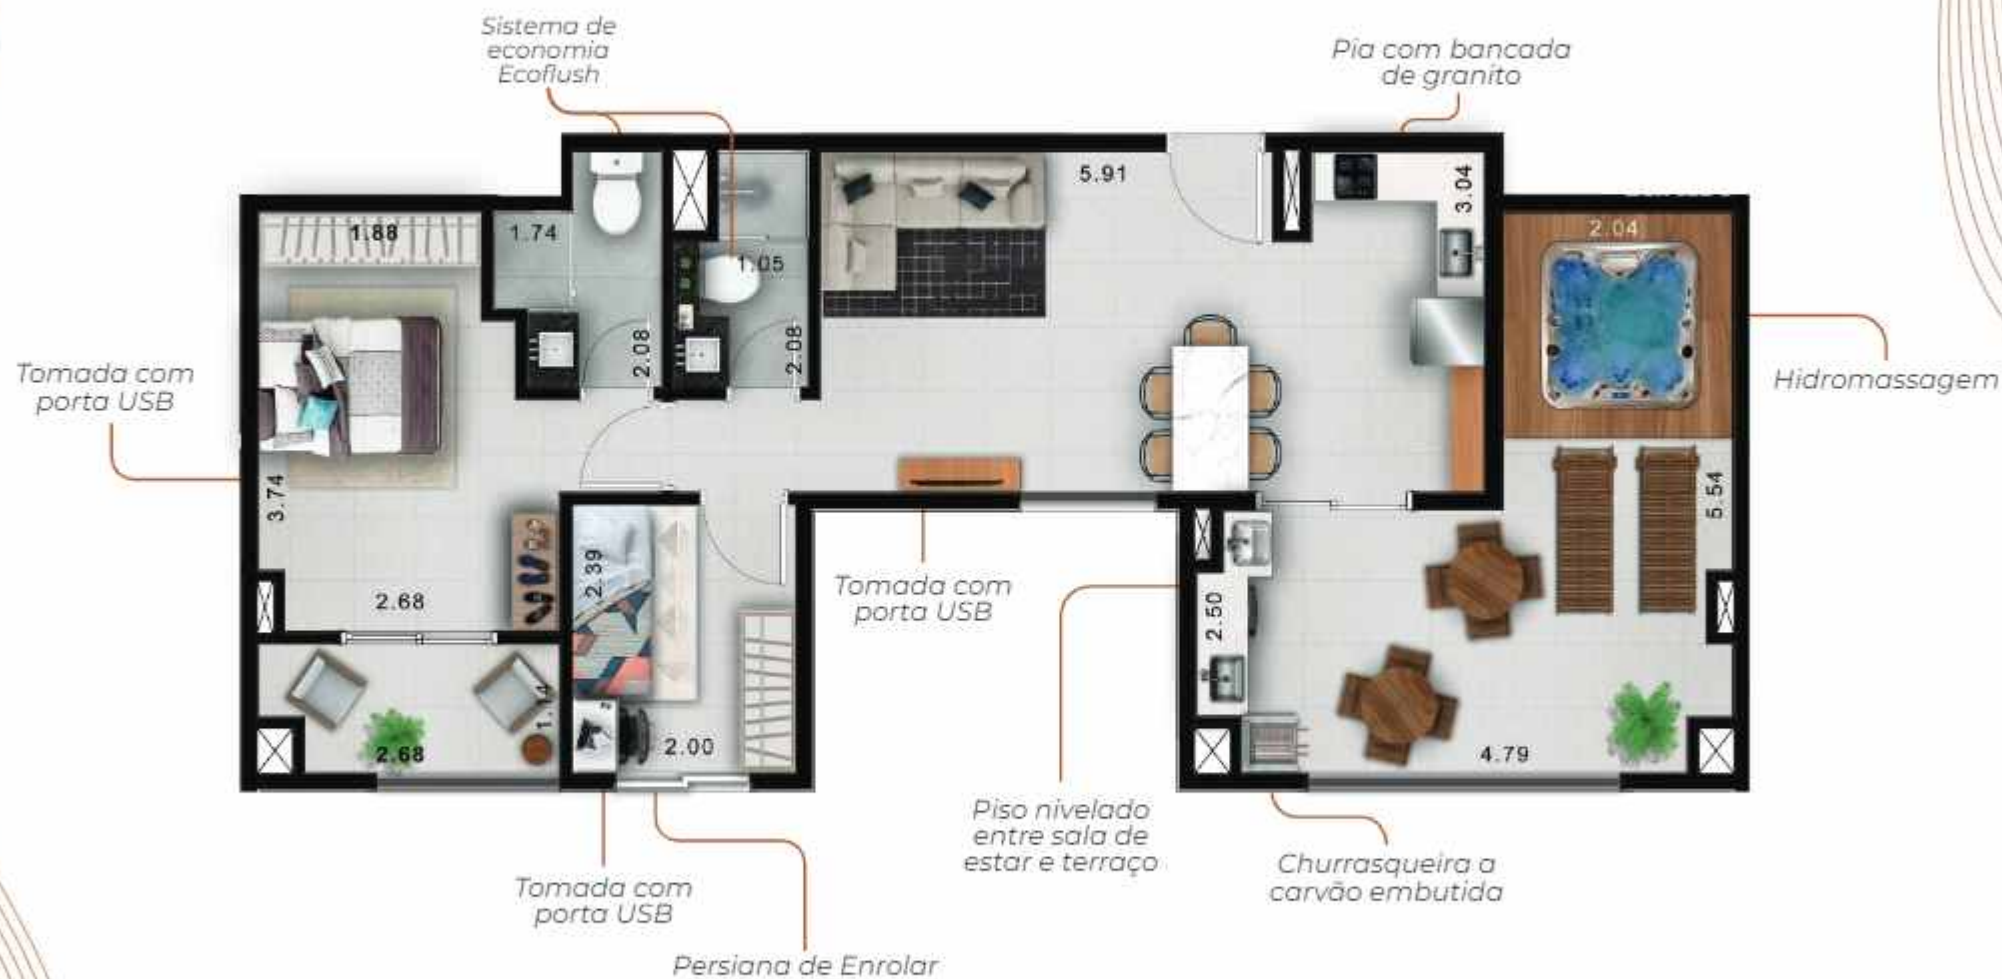 Sistema de
economia
Ecoflush
Pia com bancada
de granito
5.91
3.04
2.04
1.88
1.74
1.05
2.08
2.08
Tomada com
porta USB
Hidromassagem
3.74
5.54
2.39
2.68
Tomada com
porta USB
2.50
1.14
2.68
2.00
4.79
Piso nivelado
entre sala de
estar e terraço
Churrasqueira a
carvão embutida
Tomada com
porta USB
Persiana de Enrolar